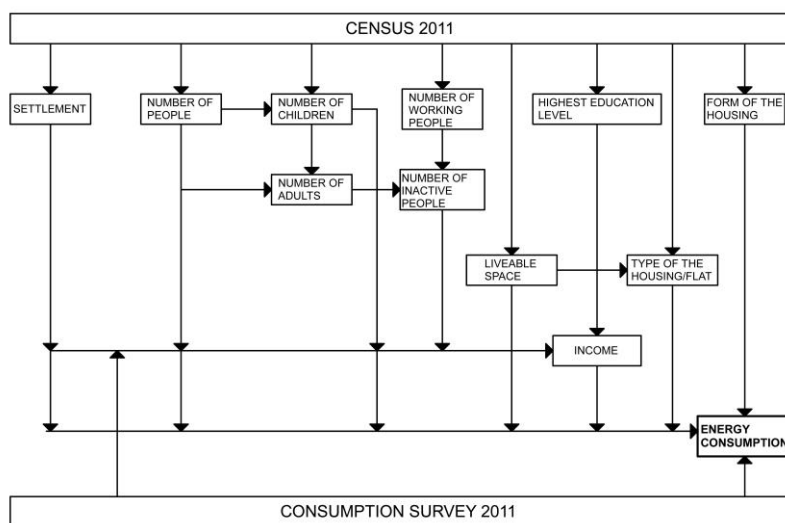 CENSUS 2011
SETTLEMENT
NUMBER OF
PEOPLE
NUMBER OF
CHILDREN
NUMBER OF
WORKING
PEOPLE
HIGHEST EDUCATION
LEVEL
FORM OF THE
HOUSING
NUMBER OF
ADULTS
NUMBER OF
INACTIVE
PEOPLE
LIVEABLE
SPACE
TYPE OF THE
HOUSING/FLAT
INCOME
ENERGY
CONSUMPTION
CONSUMPTION SURVEY 2011